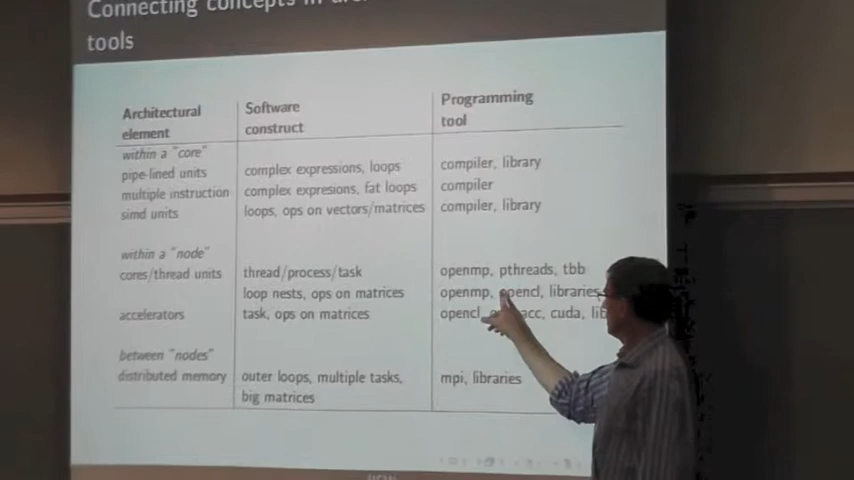 Connecting concepts in
tools
Architectural element | Software construct | Programming tool
within a "core"
pipe-lined units | complex expressions, loops | compiler, library
multiple instruction | complex expresions, fat loops | compiler
simd units | loops, ops on vectors/matrices | compiler, library
within a "node"
cores/thread units | thread/process/task | openmp, pthreads, tbb
loop nests, ops on matrices | openmp, opencl, libraries
accelerators | task, ops on matrices | opencl, cuda,
between "nodes"
distributed memory | outer loops, multiple tasks, big matrices | mpi, libraries